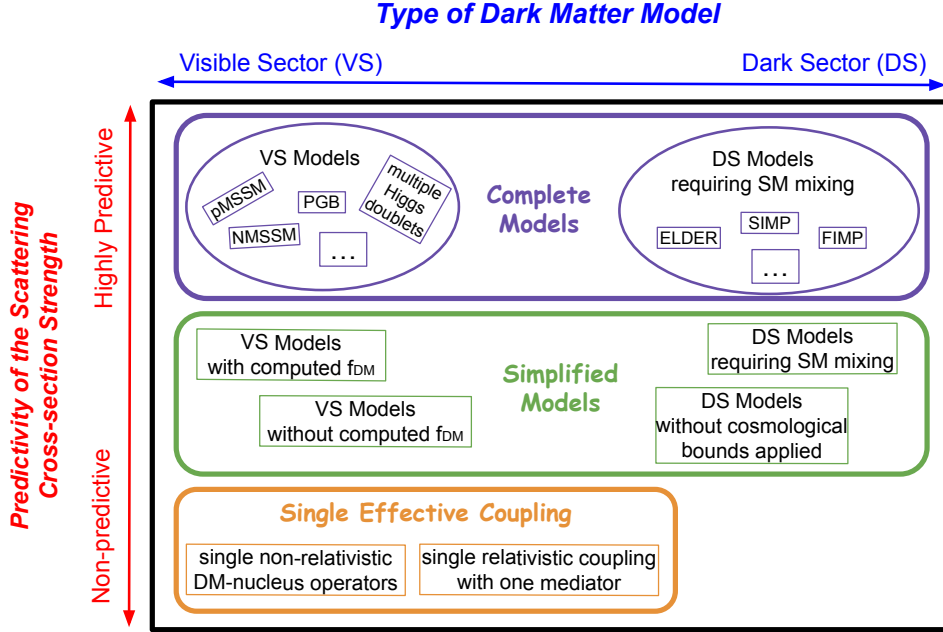 Type of Dark Matter Model
Visible Sector (VS)
Dark Sector (DS)
Predictivity of the Scattering
Cross-section Strength
Highly Predictive
Non-predictive
VS Models
pMSSM
PGB
multiple
Higgs
doublets
NMSSM
...
Complete
Models
DS Models
requiring SM mixing
ELDER
SIMP
FIMP
...
VS Models
with computed fDM
VS Models
without computed fDM
Simplified
Models
DS Models
requiring SM mixing
DS Models
without cosmological
bounds applied
Single Effective Coupling
single non-relativistic
DM-nucleus operators
single relativistic coupling
with one mediator